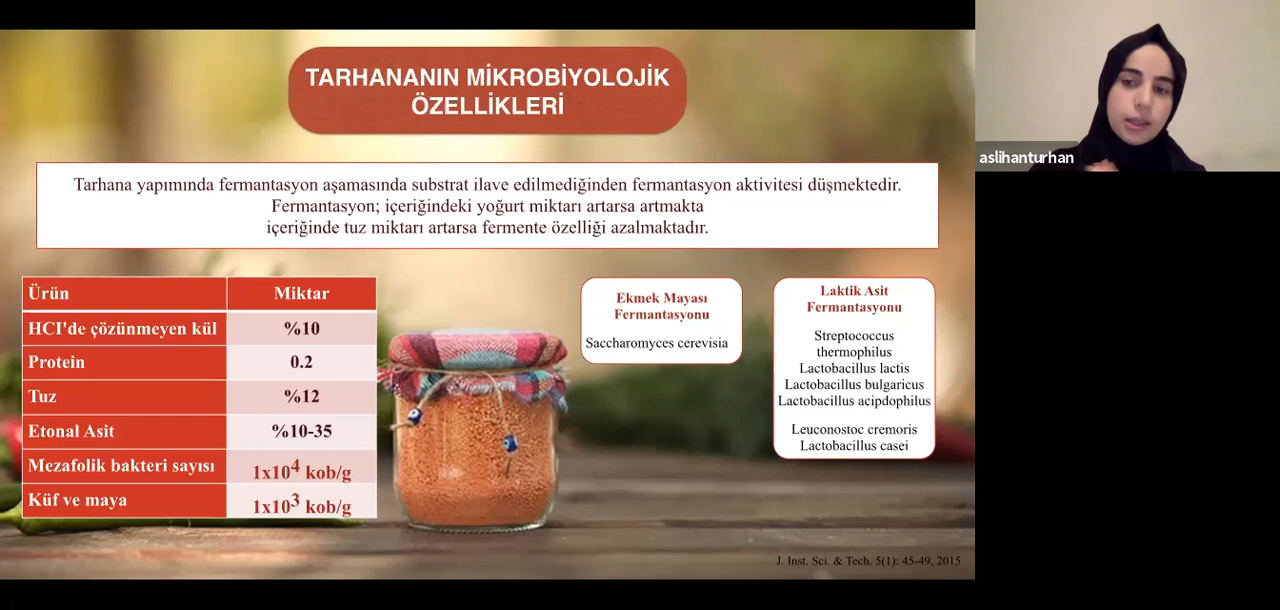 TARHANANIN MİKROBİYOLOJİK
ÖZELLİKLERİ
aslihanturhan
Tarhana yapımında fermantasyon aşamasında substrat ilave edilmediğinden fermantasyon aktivitesi düşmektedir.
Fermantasyon; içeriğindeki yoğurt miktarı artarsa artmakta
içeriğinde tuz miktarı artarsa fermente özelliği azalmaktadır.
Ürün Miktar
HCI'de çözünmeyen kül %10
Protein 0.2
Tuz %12
Etonal Asit %10-35
Mezafolik bakteri sayısı 1x10⁴ kob/g
Küf ve maya 1x10³ kob/g
Ekmek Mayası
Fermantasyonu
Saccharomyces cerevisia
Laktik Asit
Fermantasyonu
Streptococcus
thermophilus
Lactobacillus lactis
Lactobacillus bulgaricus
Lactobacillus acipdophilus
Leuconostoc cremoris
Lactobacillus casei
J. Inst. Sci. & Tech. 5(1): 45-49, 2015